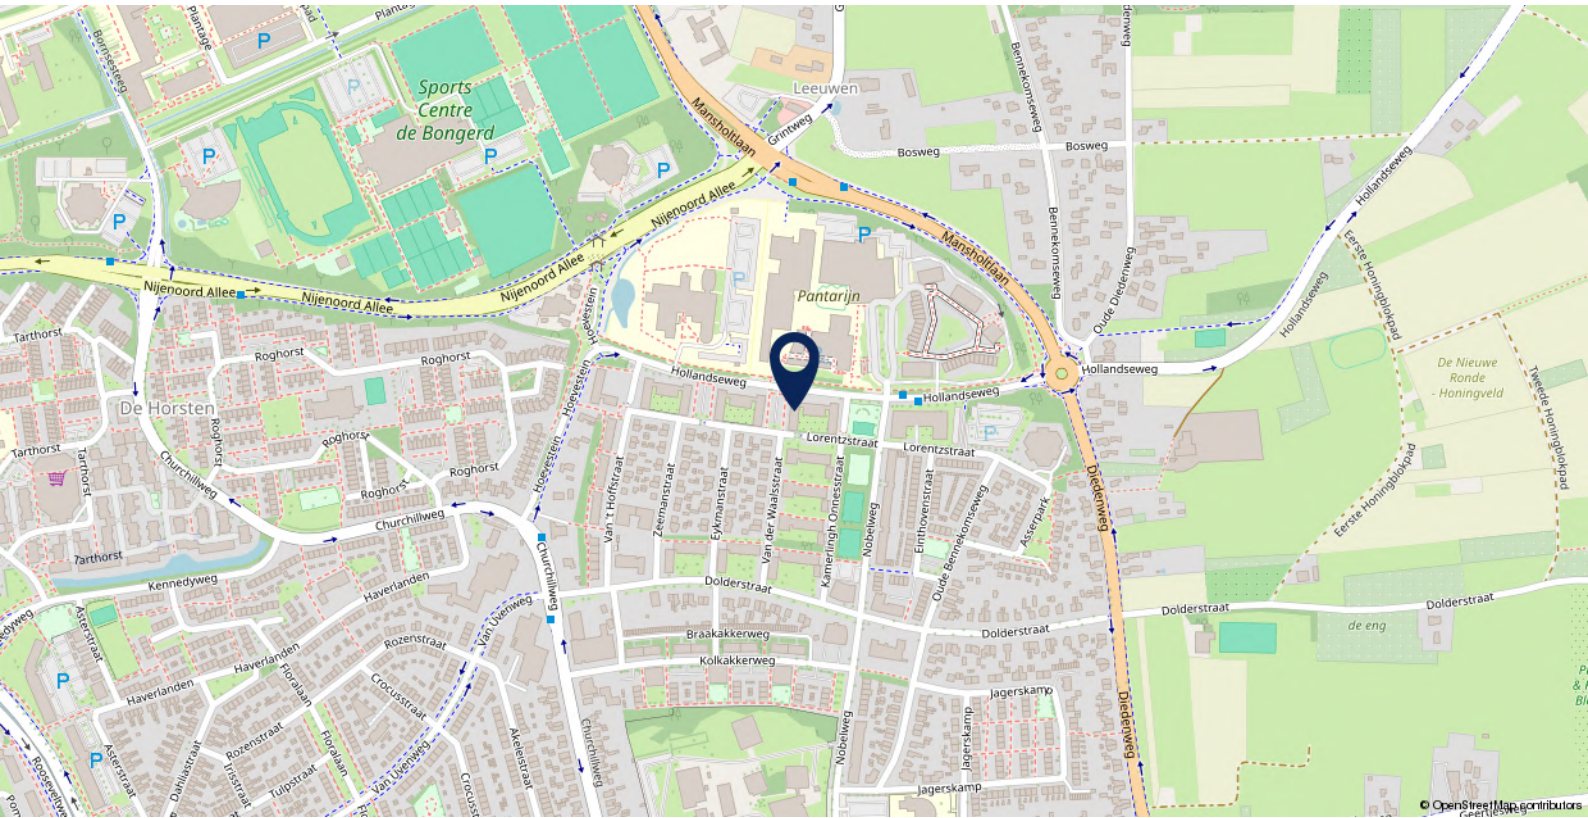 Plantage
Plantage
Bornsesteeg
P
P
P
P
P
P
Sports
Centre
de Bongerd
Leeuwen
Mansholtlaan
Grintweg
Bosweg
Bosweg
Bennekomseweg
Bennekomseweg
Hollandseweg
Nijenoord Allee
Nijenoord Allee
Nijenoord Allee
Nijenoord Allee
P
P
Pantarijn
Mansholtlaan
Oude Diedenweg
Hollandseweg
Eerste Honingblokpad
Tarthorst
Roghorst
Roghorst
Hoevestein
Hoevestein
Hollandseweg
Hollandseweg
Hollandseweg
De Nieuwe
Ronde
- Honingveld
Tweede Honingblokpad
De Horsten
Roghorst
Roghorst
Roghorst
Roghorst
Tarthorst
Tarthorst
Churchillweg
Churchillweg
Hoevestein
Lorentzstraat
Lorentzstraat
P
Van 't Hoffstraat
Zeemanstraat
Eykmanstraat
Van der Waalsstraat
Kamerlingh Onnesstraat
Nobelweg
Einthovenstraat
Oude Bennekomseweg
Asserpark
Diedenweg
Eerste Honingblokpad
Tarthorst
Kennedyweg
Haverlanden
Churchillweg
Dolderstraat
Dolderstraat
Dolderstraat
Dolderstraat
de eng
Asterstraat
Van Uvenweg
Rozenstraat
Haverlanden
Haverlanden
Braakakkerweg
Kolkakkerweg
P
Floralaan
Crocusstraat
Jagerskamp
Jagerskamp
Diedenweg
Rozenstraat
Floralaan
Akeleistraat
Churchillweg
Nobelweg
P
Asterstraat
Dahliastraat
Irisstraat
Tulpstraat
Van Uvenweg
Jagerskamp
© OpenStreetMap contributors